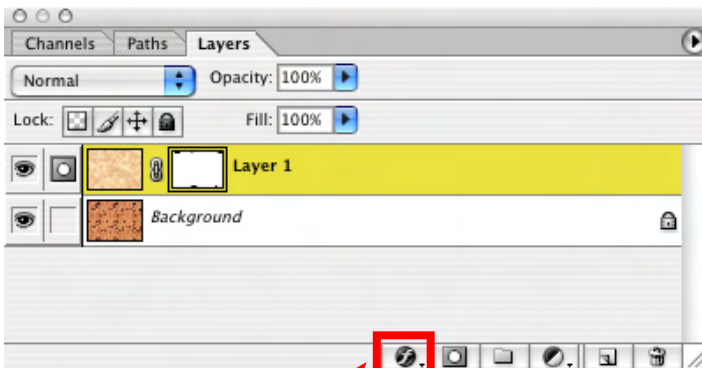 Channels Paths Layers
Normal Opacity: 100%
Lock: Fill: 100%
Layer 1
Background